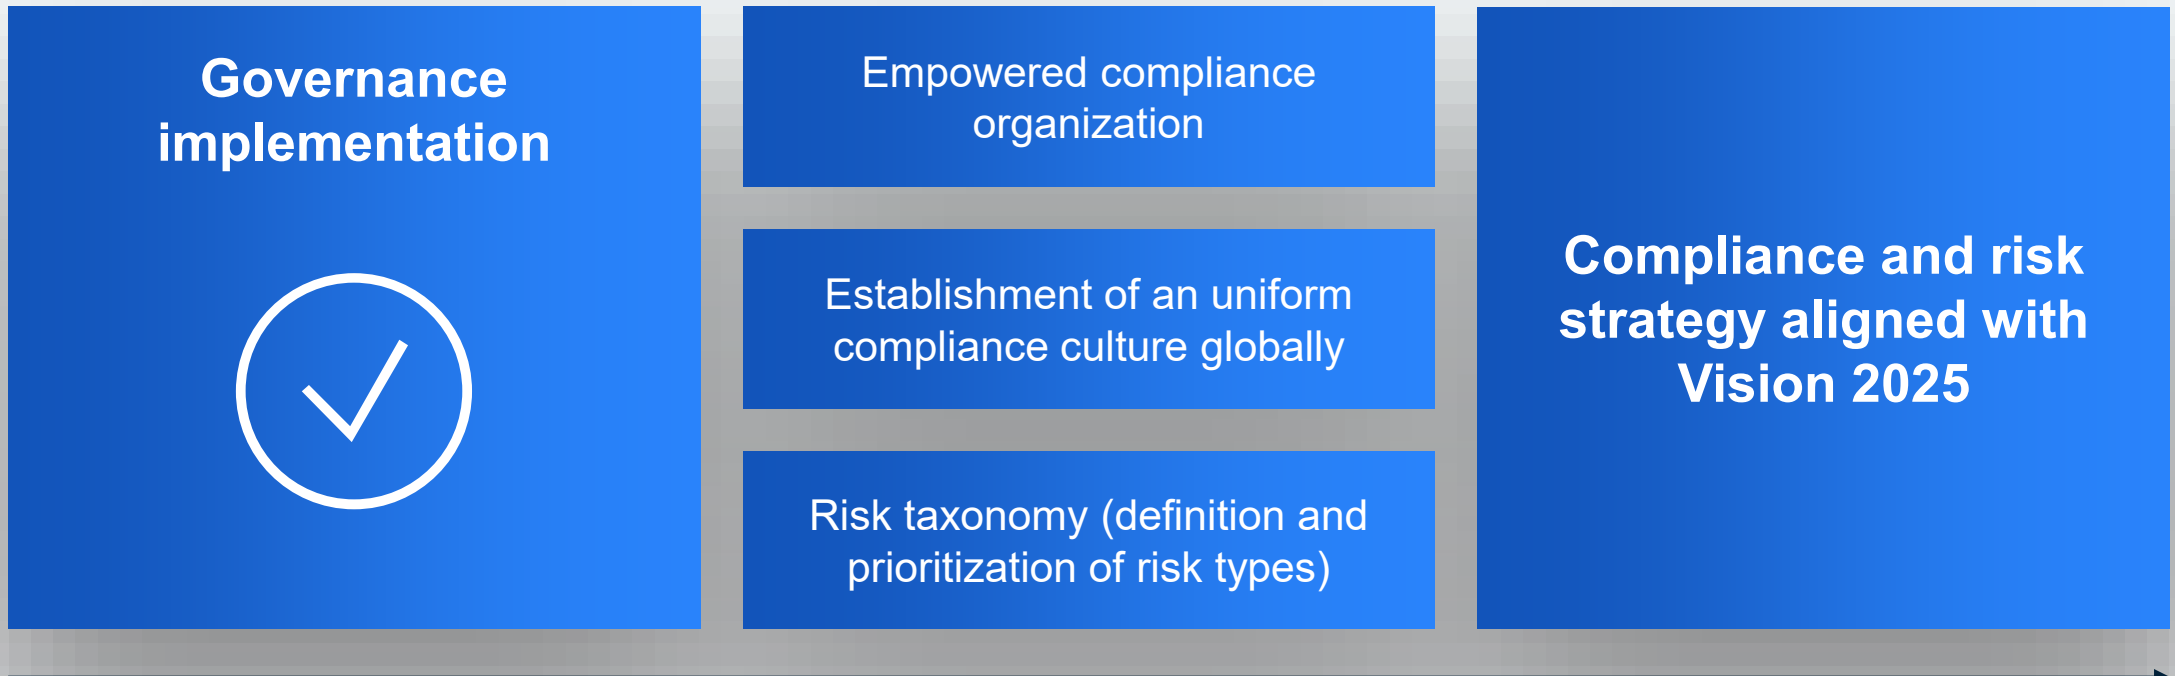 Governance
implementation
Empowered compliance
organization
Establishment of an uniform
compliance culture globally
Risk taxonomy (definition and
prioritization of risk types)
Compliance and risk
strategy aligned with
Vision 2025